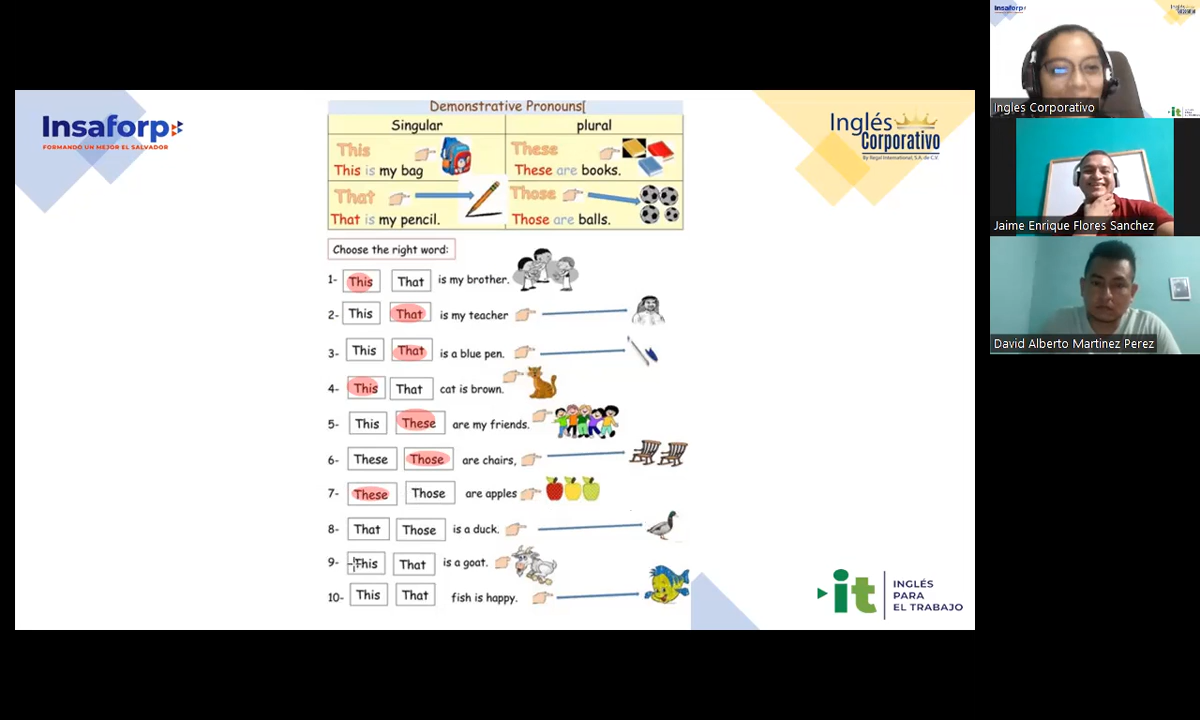 Insaforp
FORMANDO UN MEJOR EL SALVADOR
Inglés
Corporativo
By Regal International, S.A. de C.V.
Demonstrative Pronouns[
Singular
plural
This
This is my bag
These
These are books.
That
That is my pencil.
Those
Those are balls.
Choose the right word:
1- This That is my brother.
2- This That is my teacher
3- This That is a blue pen.
4- This That cat is brown.
5- This These are my friends.
6- These Those are chairs,
7- These Those are apples
8- That Those is a duck.
9- This That is a goat.
10- This That fish is happy.
it
INGLÉS
PARA
EL TRABAJO
Insaforp
Ingles Corporativo
it
Jaime Enrique Flores Sanchez
David Alberto Martinez Perez